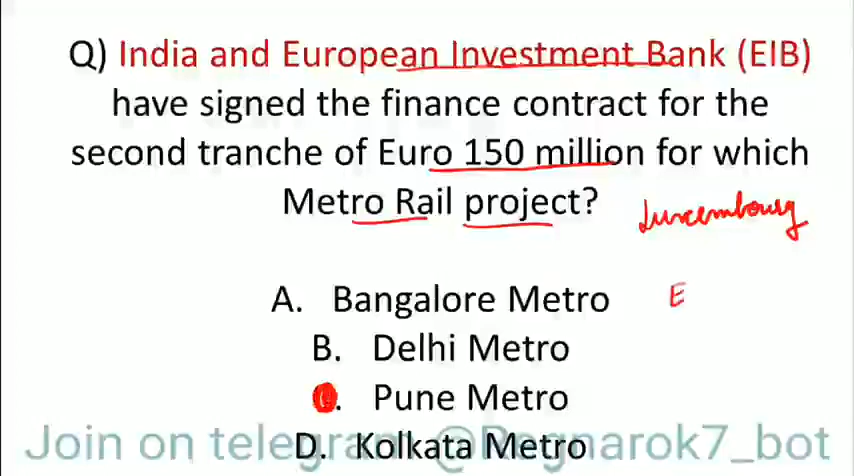 Q) India and European Investment Bank (EIB)
have signed the finance contract for the
second tranche of Euro 150 million for which
Metro Rail project?
Luxembourg
A. Bangalore Metro
E
B. Delhi Metro
. Pune Metro
D. Kolkata Metro
Join on telegram @Ragnarok7_bot